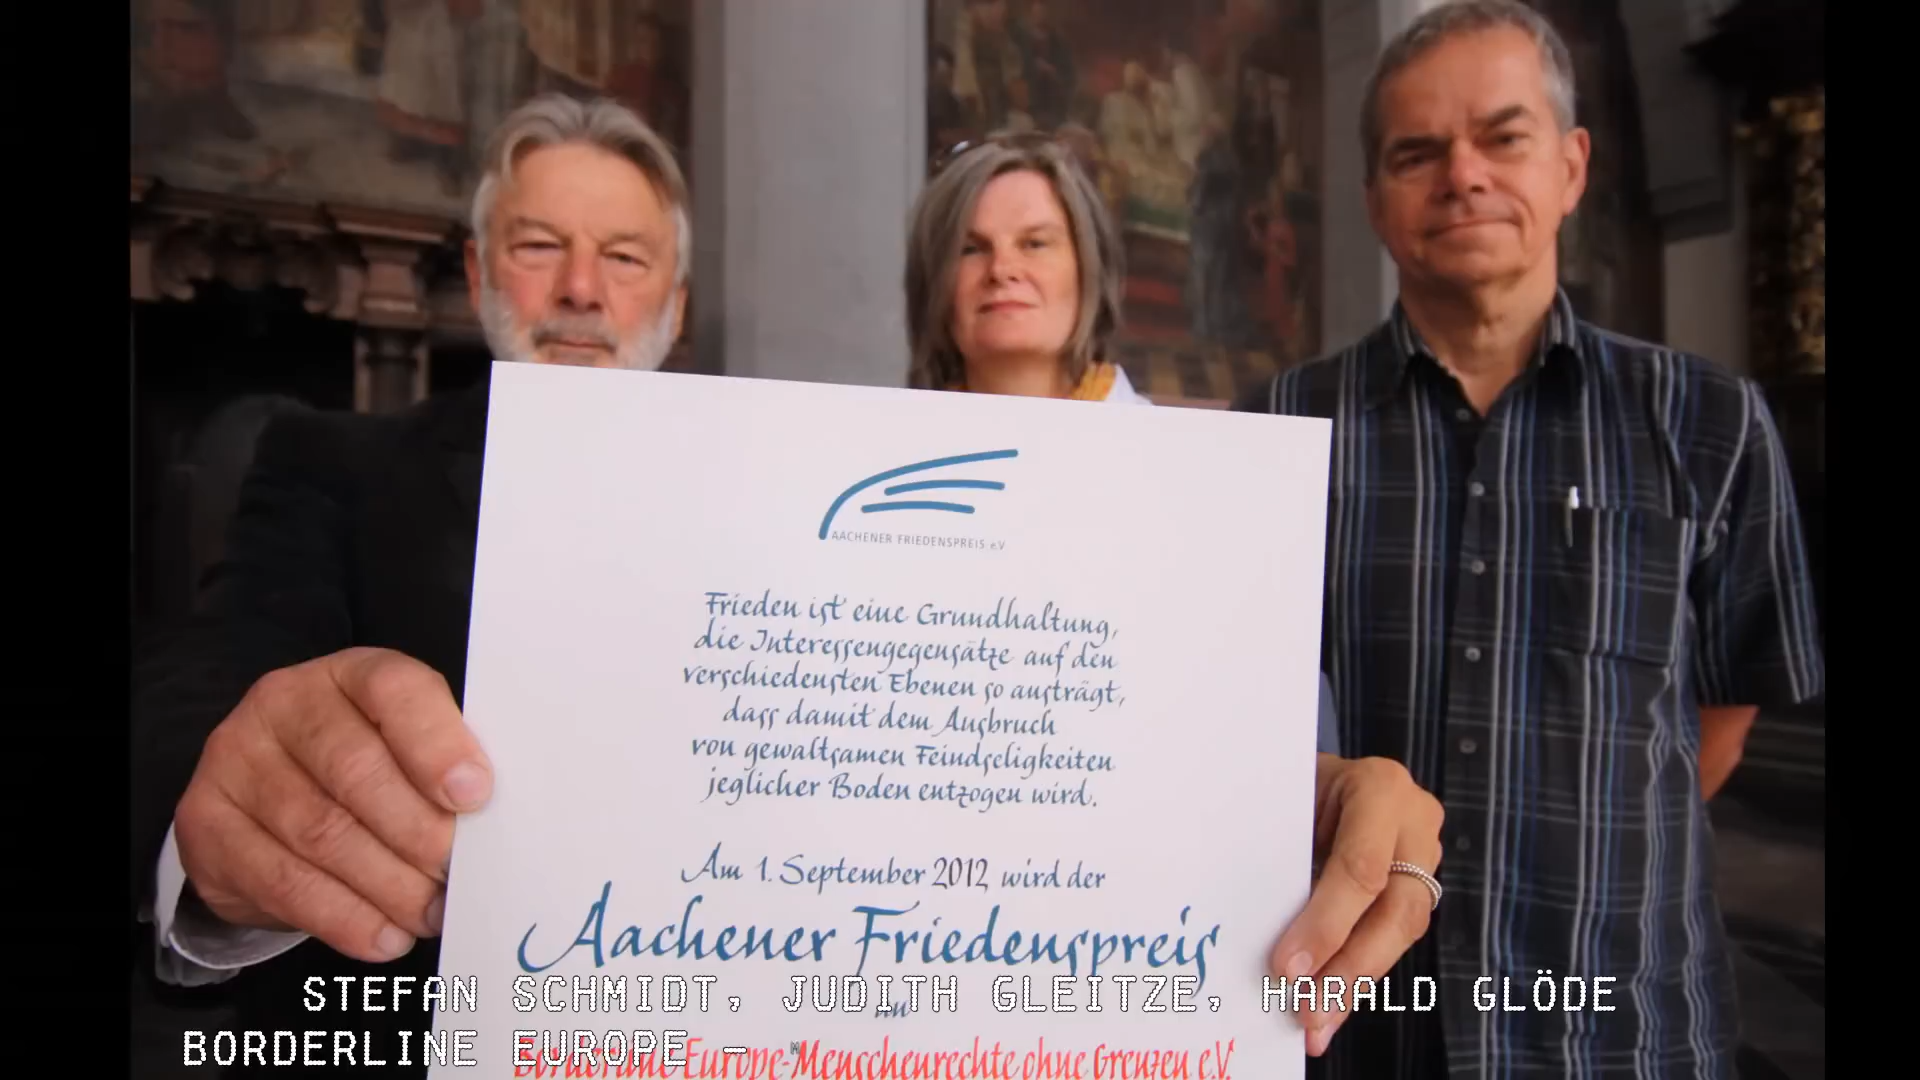 AACHENER FRIEDENSPREIS e.V
Frieden ist eine Grundhaltung,
die Interessengegensätze auf den
verschiedensten Ebenen so austrägt,
dass damit dem Ausbruch
von gewaltsamen Feindseligkeiten
jeglicher Boden entzogen wird.
Am 1. September 2012 wird der
Aachener Friedenspreis
an
STEFAN SCHMIDT, JUDITH GLEITZE, HARALD GLÖDE
Borderline Europe-Menschenrechte ohne Grenzen e.V.
BORDERLINE EUROPE –